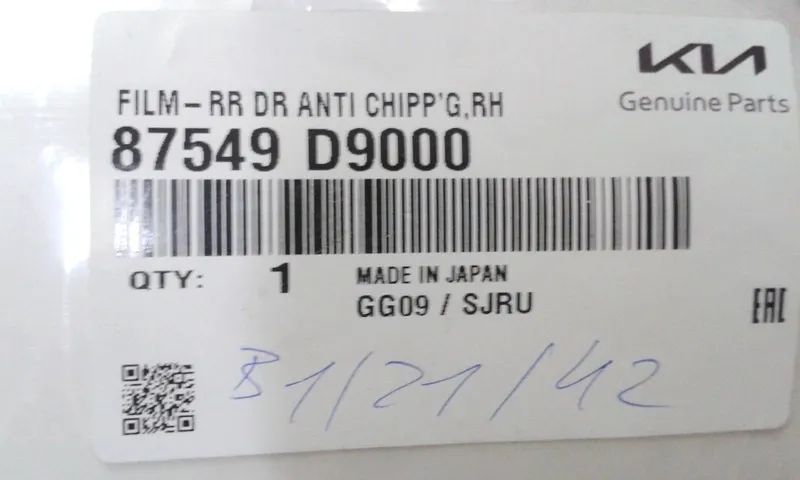 KIA
Genuine Parts
FILM-RR DR ANTI CHIPP'G,RH
87549 D9000
QTY: 1
MADE IN JAPAN
GG09 / SJRU
EAC
B1/21/42